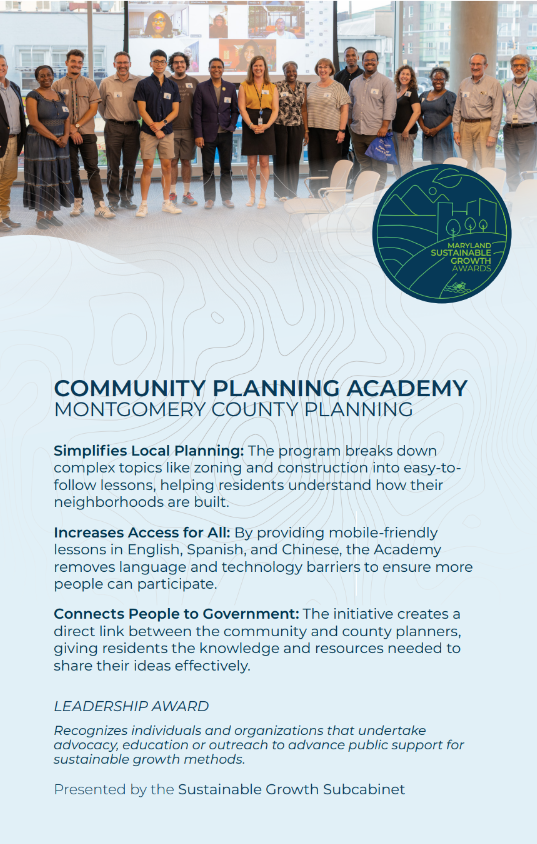 MARYLAND
SUSTAINABLE
GROWTH
AWARDS
COMMUNITY PLANNING ACADEMY
MONTGOMERY COUNTY PLANNING
Simplifies Local Planning: The program breaks down
complex topics like zoning and construction into easy-to-
follow lessons, helping residents understand how their
neighborhoods are built.
Increases Access for All: By providing mobile-friendly
lessons in English, Spanish, and Chinese, the Academy
removes language and technology barriers to ensure more
people can participate.
Connects People to Government: The initiative creates a
direct link between the community and county planners,
giving residents the knowledge and resources needed to
share their ideas effectively.
LEADERSHIP AWARD
Recognizes individuals and organizations that undertake
advocacy, education or outreach to advance public support for
sustainable growth methods.
Presented by the Sustainable Growth Subcabinet